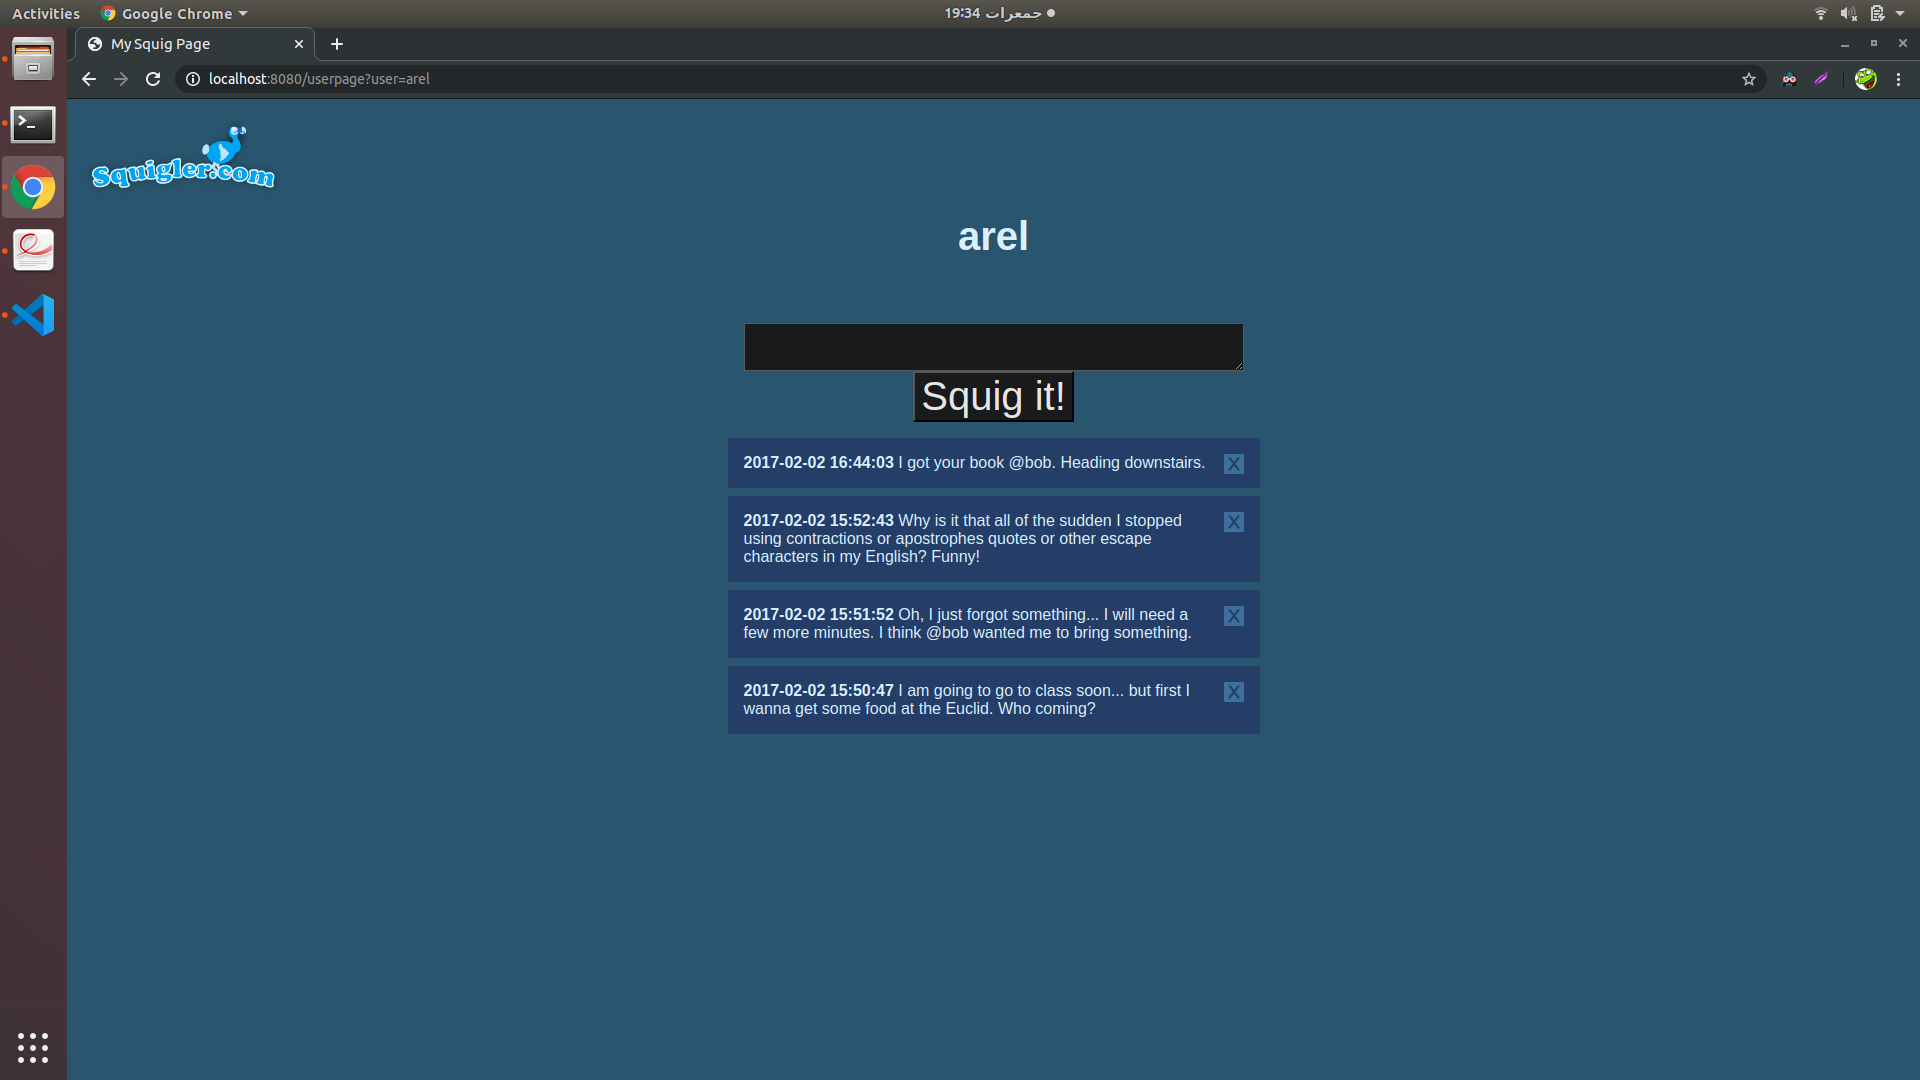 Activities
Google Chrome
جمعرات 19:34
My Squig Page
localhost:8080/userpage?user=arel
Squigler.com
arel
Squig it!
2017-02-02 16:44:03 I got your book @bob. Heading downstairs.
X
2017-02-02 15:52:43 Why is it that all of the sudden I stopped
X
using contractions or apostrophes quotes or other escape
characters in my English? Funny!
2017-02-02 15:51:52 Oh, I just forgot something... I will need a
X
few more minutes. I think @bob wanted me to bring something.
2017-02-02 15:50:47 I am going to go to class soon... but first I
X
wanna get some food at the Euclid. Who coming?